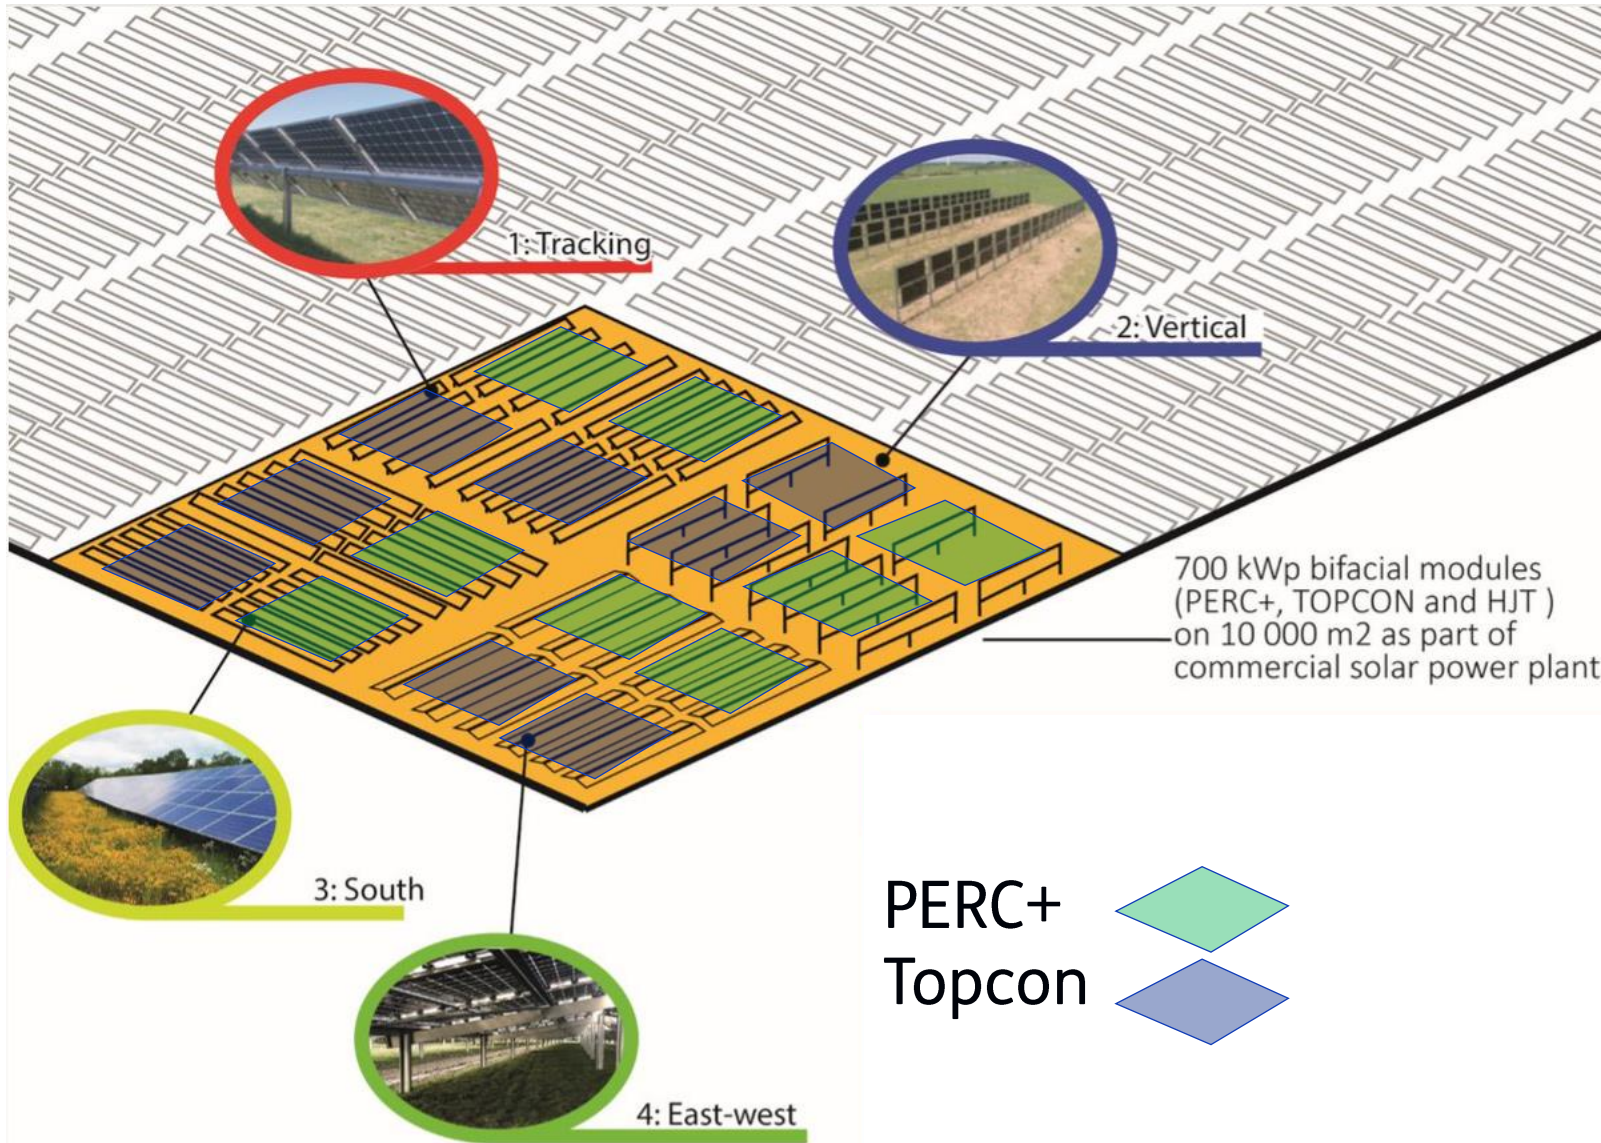 1: Tracking
2: Vertical
700 kWp bifacial modules
(PERC+, TOPCON and HJT )
on 10 000 m2 as part of
commercial solar power plant
3: South
4: East-west
PERC+
Topcon